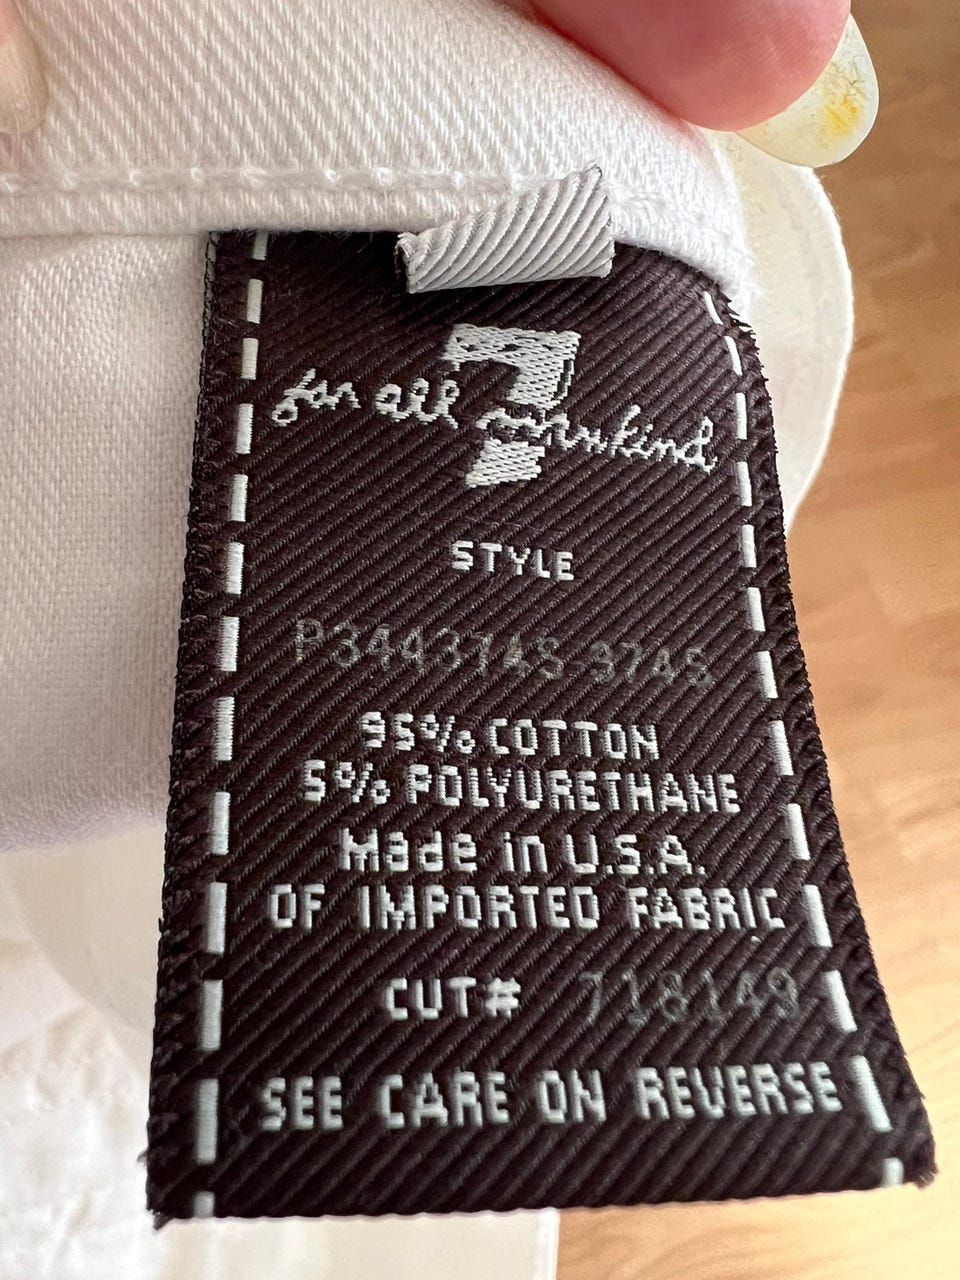 7
for all mankind
STYLE
P344374S-374S
95% COTTON
5% POLYURETHANE
Made in U.S.A.
OF IMPORTED FABRIC
CUT# 718149
SEE CARE ON REVERSE